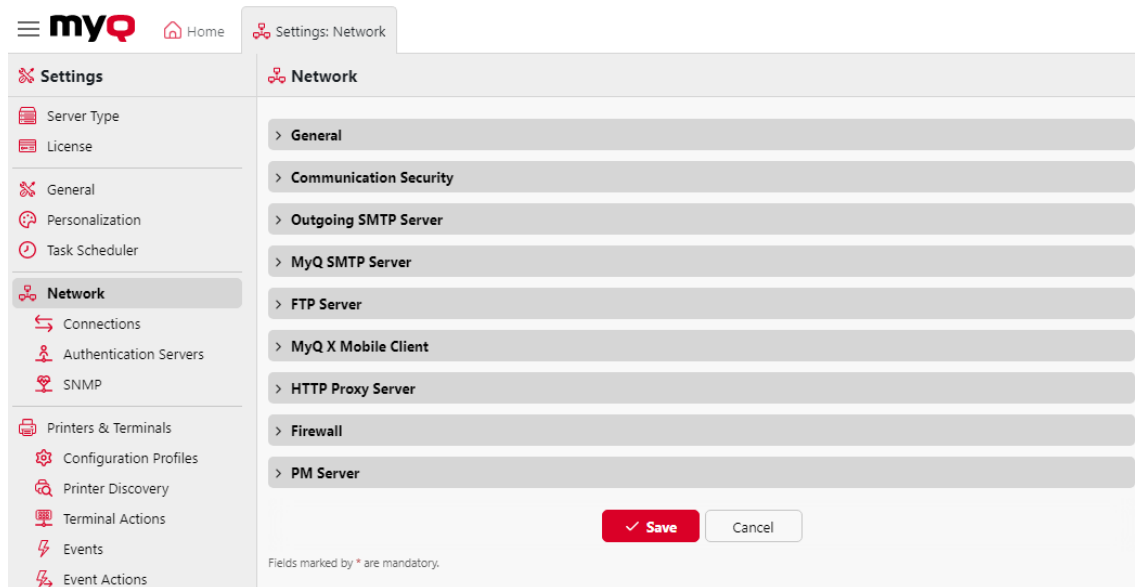 myQ
Home
Settings: Network
Settings
Server Type
License
General
Personalization
Task Scheduler
Network
Connections
Authentication Servers
SNMP
Printers & Terminals
Configuration Profiles
Printer Discovery
Terminal Actions
Events
Event Actions
Network
General
Communication Security
Outgoing SMTP Server
MyQ SMTP Server
FTP Server
MyQ X Mobile Client
HTTP Proxy Server
Firewall
PM Server
Save
Cancel
Fields marked by * are mandatory.